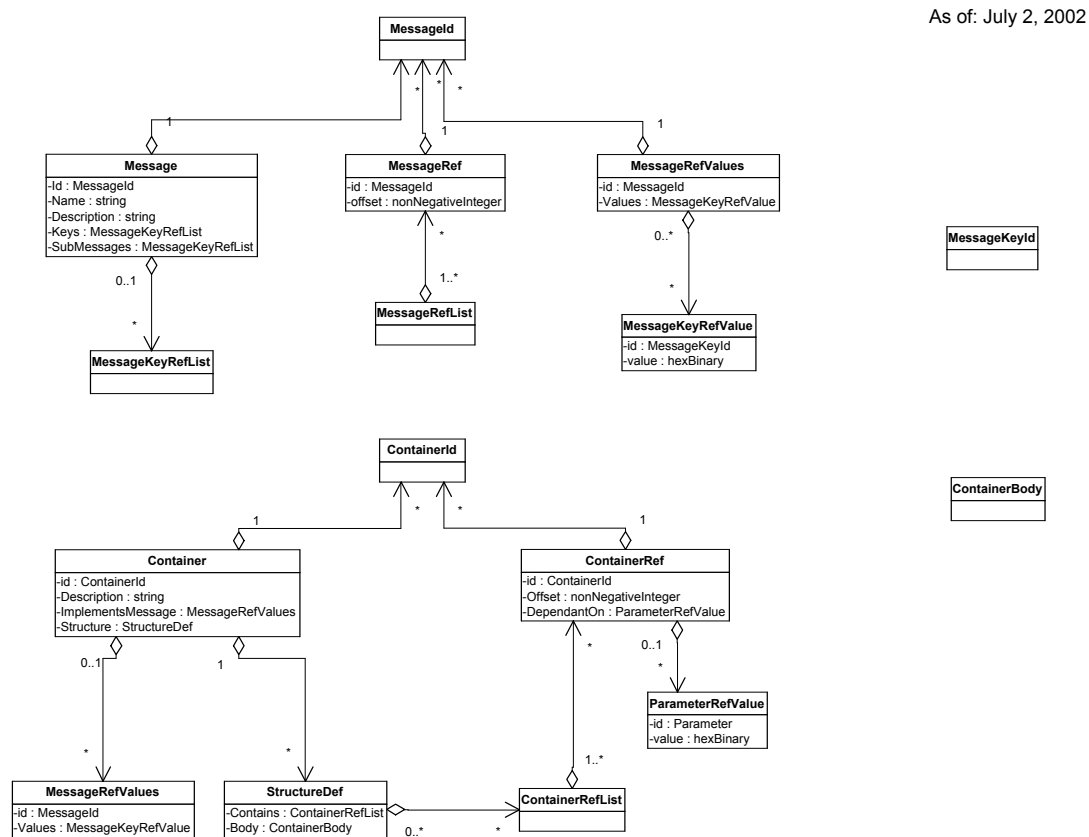 As of: July 2, 2002
MessageId
*
*
*
1
1
1
Message
-Id : MessageId
-Name : string
-Description : string
-Keys : MessageKeyRefList
-SubMessages : MessageKeyRefList
MessageRef
-id : MessageId
-offset : nonNegativeInteger
MessageRefValues
-id : MessageId
-Values : MessageKeyRefValue
0..1
*
*
1..*
0..*
*
MessageKeyId
MessageKeyRefList
MessageRefList
MessageKeyRefValue
-id : MessageKeyId
-value : hexBinary
ContainerId
*
*
1
1
ContainerBody
Container
-id : ContainerId
-Description : string
-ImplementsMessage : MessageRefValues
-Structure : StructureDef
ContainerRef
-id : ContainerId
-Offset : nonNegativeInteger
-DependantOn : ParameterRefValue
0..1
1
*
0..1
*
ParameterRefValue
-id : Parameter
-value : hexBinary
*
*
1..*
MessageRefValues
-id : MessageId
-Values : MessageKeyRefValue
StructureDef
-Contains : ContainerRefList
-Body : ContainerBody
0..*
*
ContainerRefList